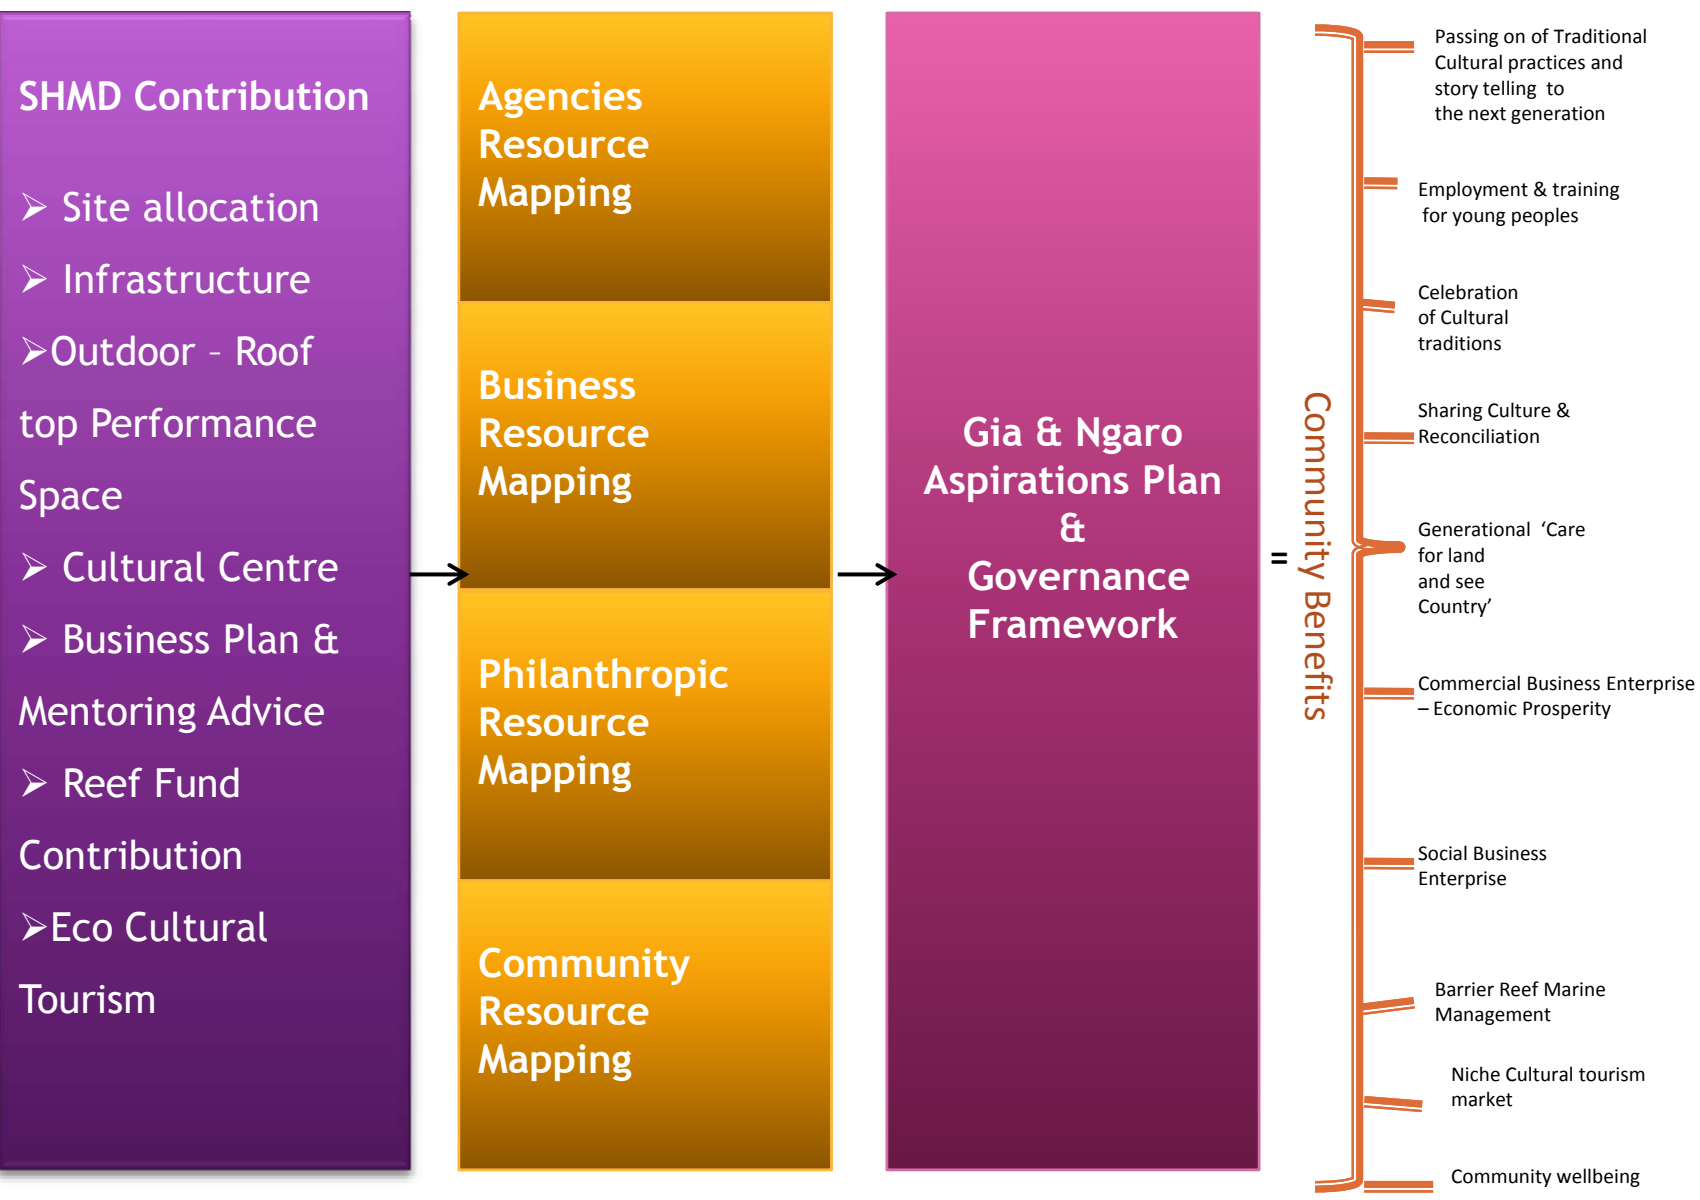 SHMD Contribution
➢ Site allocation
➢ Infrastructure
➢Outdoor – Roof
top Performance
Space
➢ Cultural Centre
➢ Business Plan &
Mentoring Advice
➢ Reef Fund
Contribution
➢Eco Cultural
Tourism
Agencies
Resource
Mapping
Business
Resource
Mapping
Philanthropic
Resource
Mapping
Community
Resource
Mapping
Gia & Ngaro
Aspirations Plan
&
Governance
Framework
=
Community Benefits
Passing on of Traditional
Cultural practices and
story telling to
the next generation
Employment & training
for young peoples
Celebration
of Cultural
traditions
Sharing Culture &
Reconciliation
Generational ‘Care
for land
and see
Country’
Commercial Business Enterprise
– Economic Prosperity
Social Business
Enterprise
Barrier Reef Marine
Management
Niche Cultural tourism
market
Community wellbeing